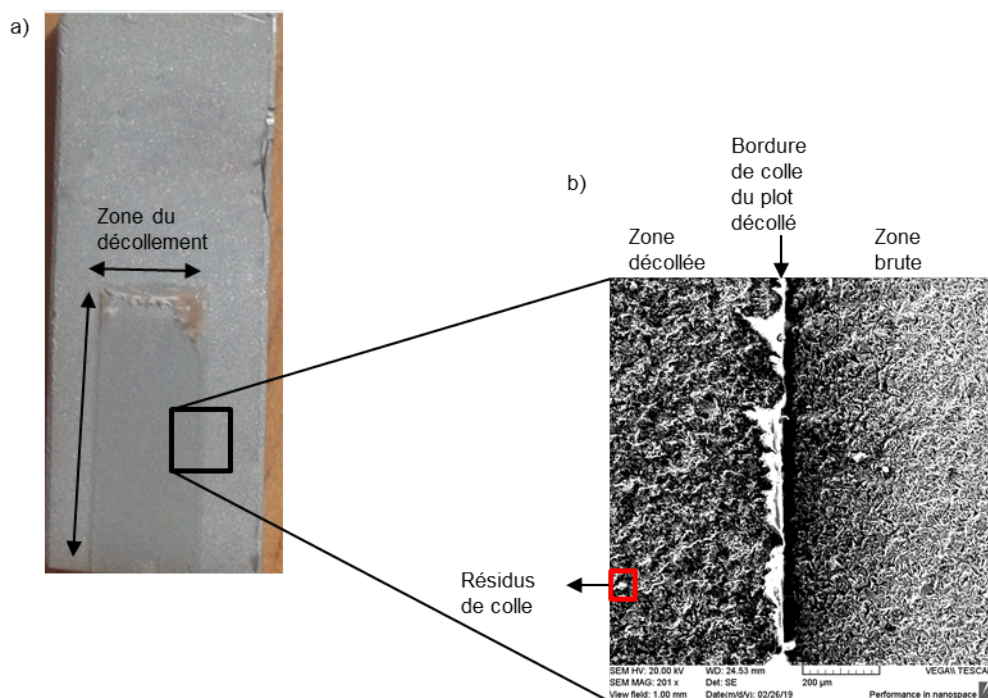 a)
Zone du
décollement
b)
Bordure
de colle
du plot
décollé
Zone
décollée
Zone
brute
Résidus
de colle
SEM HV: 20.00 kV WD: 24.53 mm VEGA\\ TESCA
SEM MAG: 201 x Det: SE 200 µm
View field: 1.00 mm Date(m/d/y): 02/26/19 Performance in nanospace